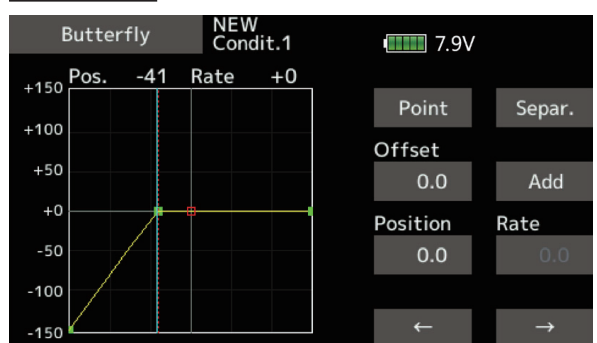 Butterfly
NEW
Condit.1
7.9V
Pos. -41 Rate +0
+150
+100
+50
+0
-50
-100
-150
Point
Separ.
Offset
0.0
Add
Position
Rate
0.0
0.0
←
→